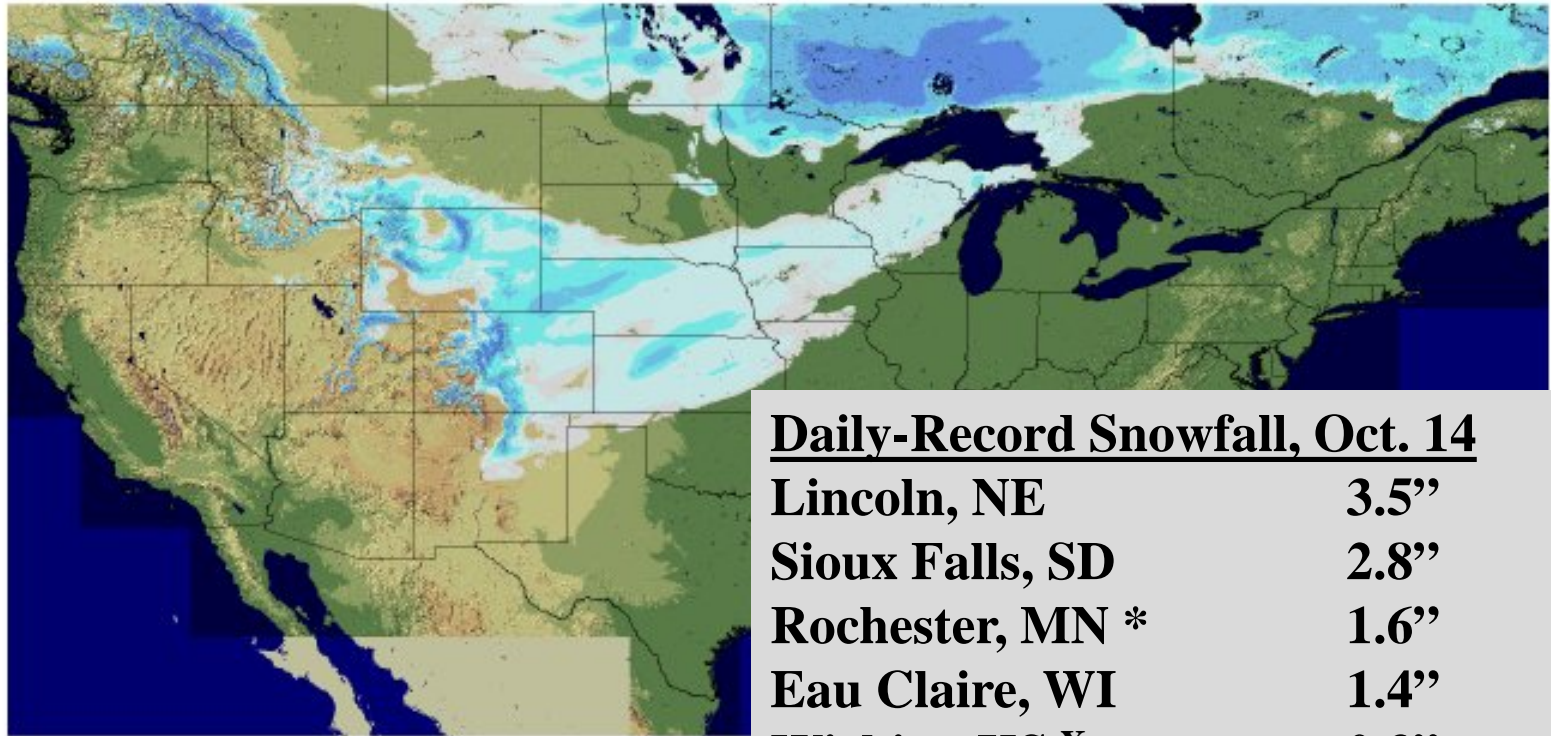 Daily-Record Snowfall, Oct. 14
Lincoln, NE 3.5”
Sioux Falls, SD 2.8”
Rochester, MN * 1.6”
Eau Claire, WI 1.4”